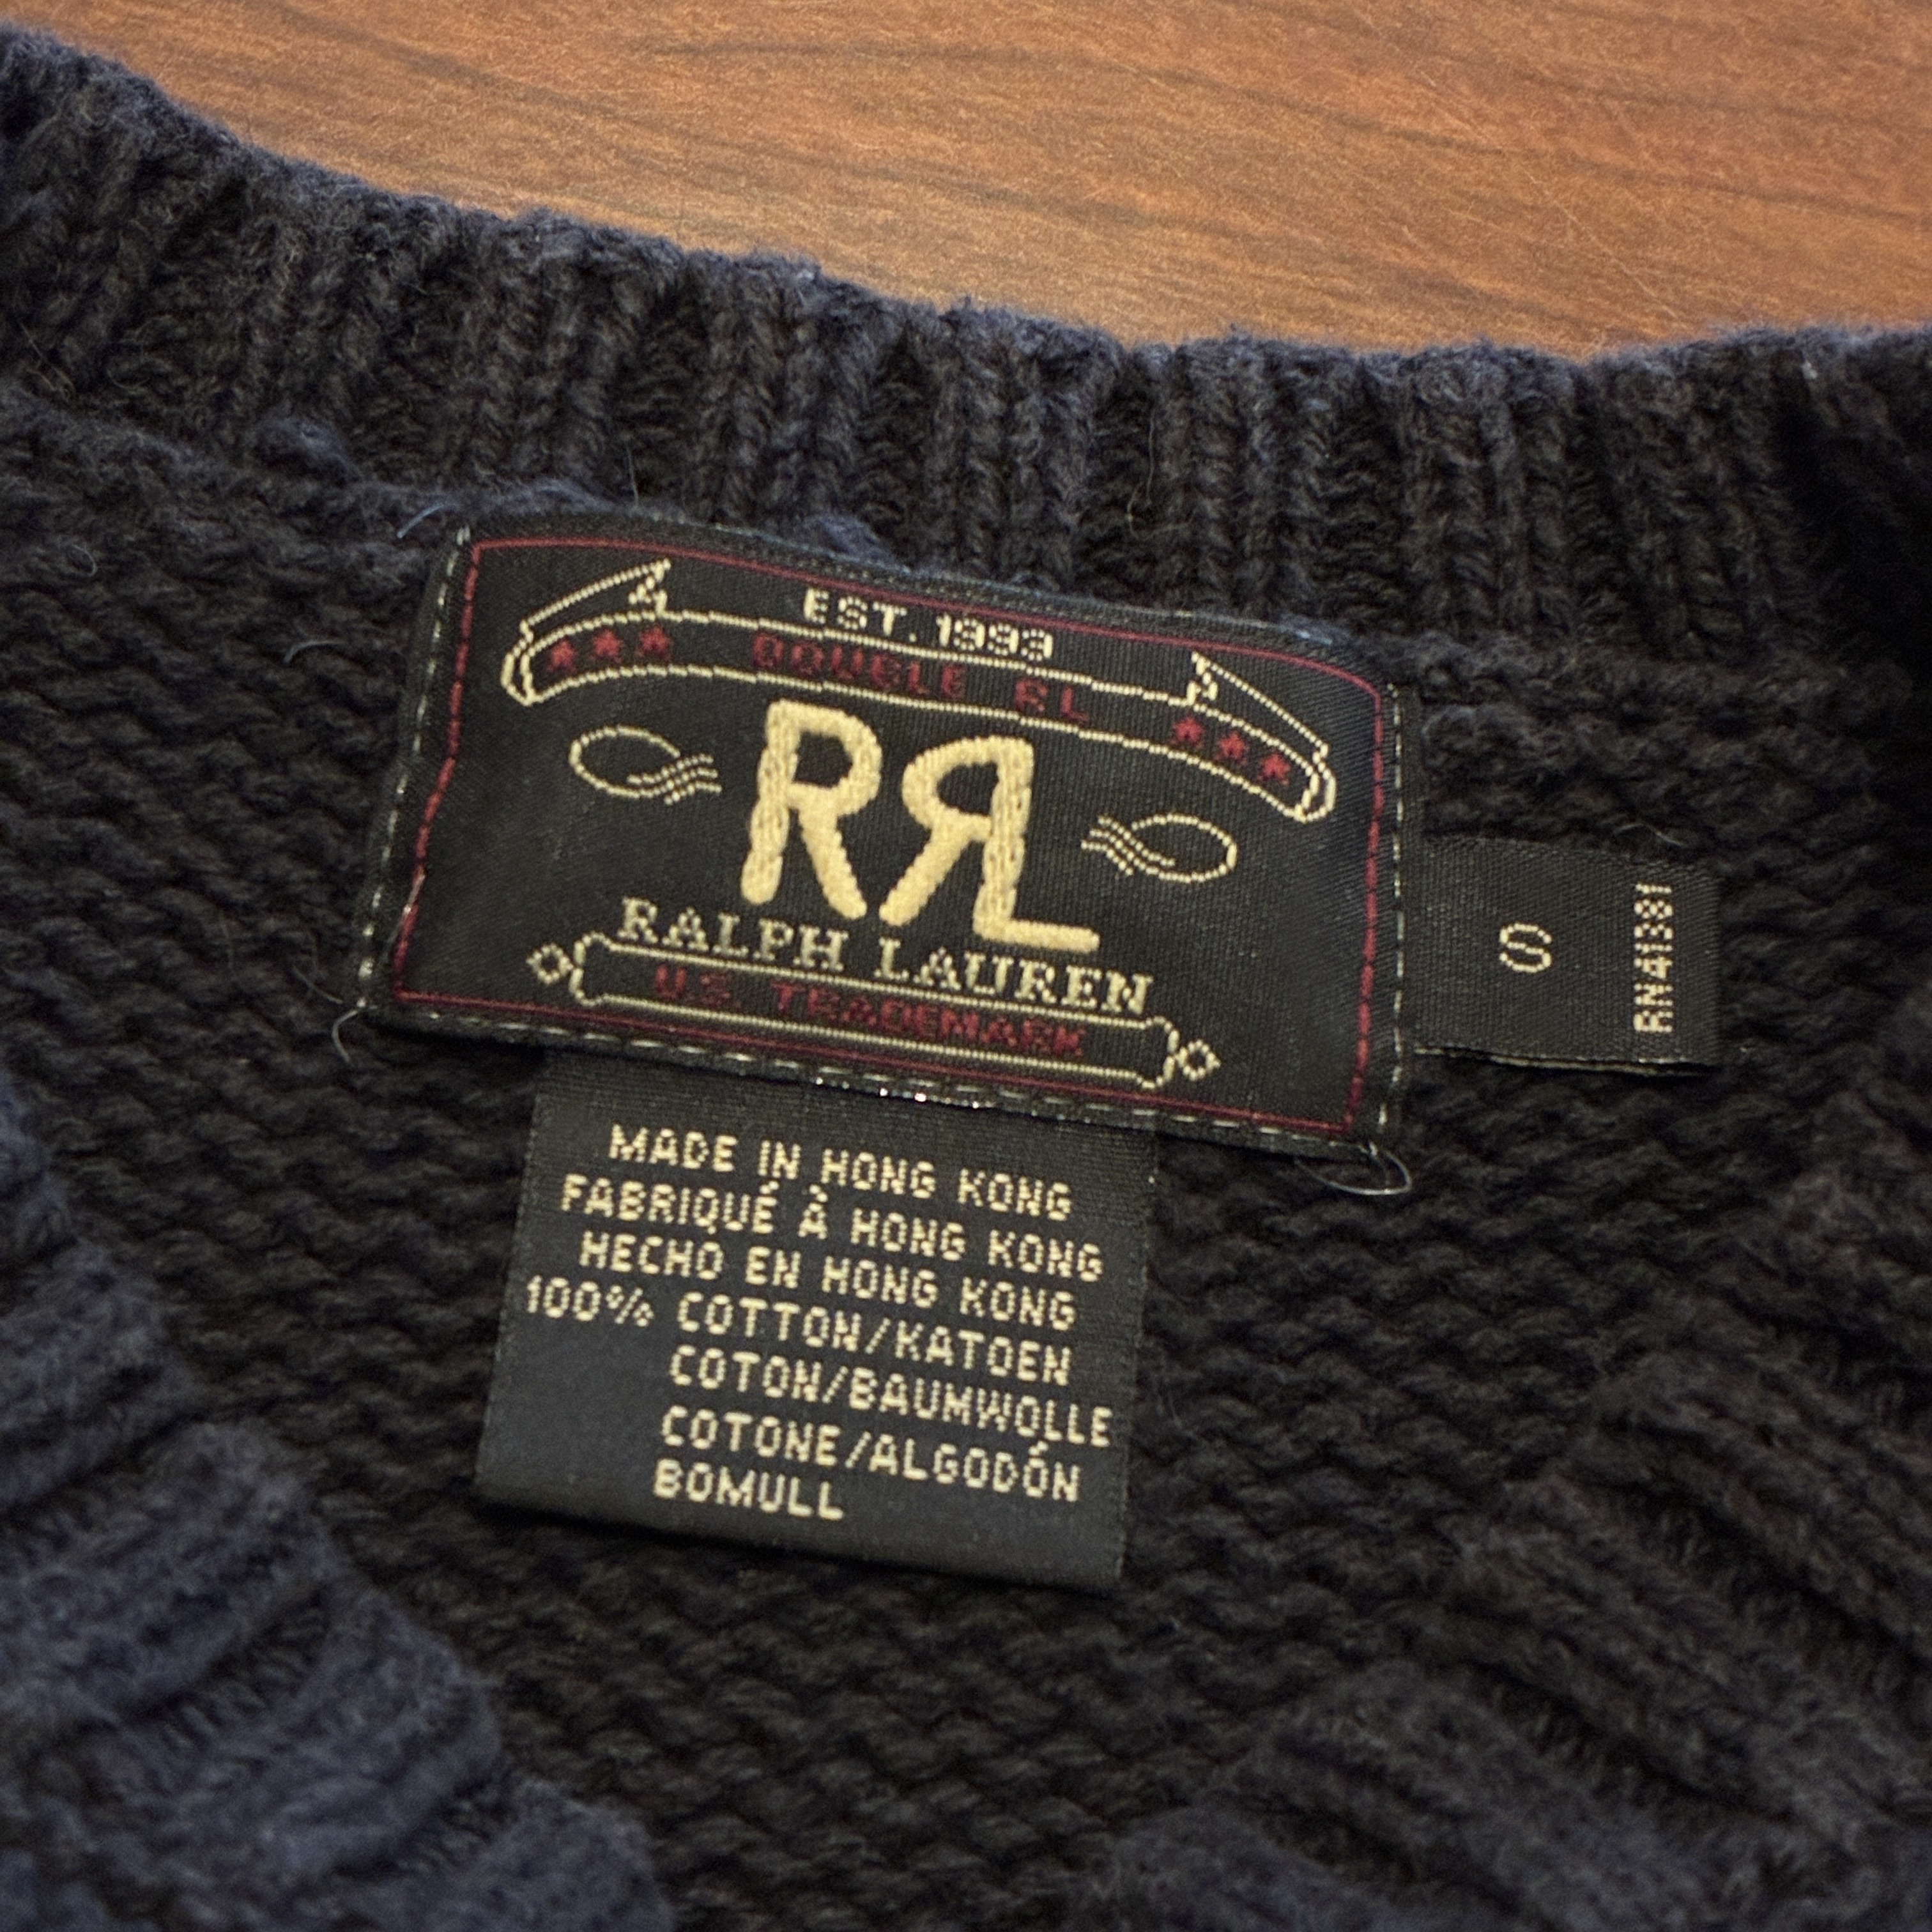 EST. 1993
DOUBLE RL
RRL
RALPH LAUREN
U.S. TRADEMARK
S
RN41381
MADE IN HONG KONG
FABRIQUÉ À HONG KONG
HECHO EN HONG KONG
100% COTTON/KATOEN
COTON/BAUMWOLLE
COTONE/ALGODÓN
BOMULL